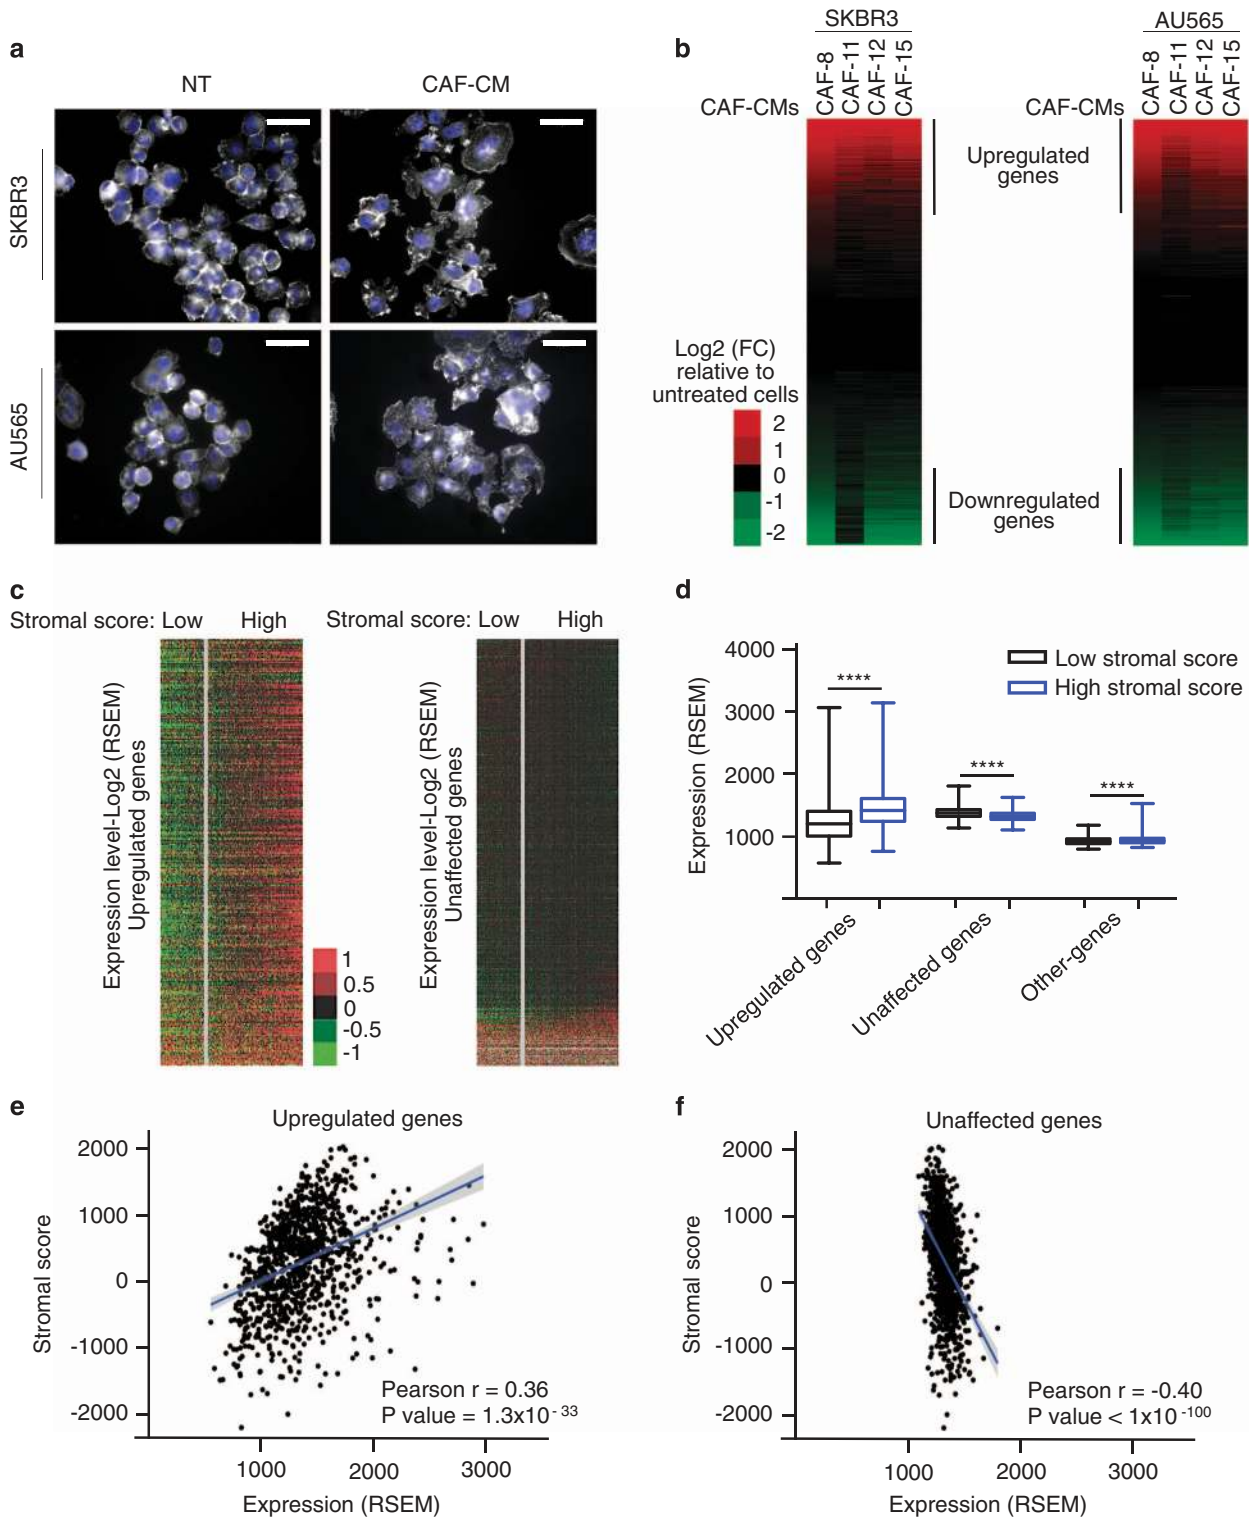 a
NT
CAF-CM
SKBR3
AU565
b
SKBR3
AU565
CAF-CMs
CAF-8
CAF-11
CAF-12
CAF-15
CAF-CMs
CAF-8
CAF-11
CAF-12
CAF-15
Upregulated
genes
Log2 (FC)
relative to
untreated cells
2
1
0
-1
-2
Downregulated
genes
c
Stromal score: Low High
Expression level-Log2 (RSEM)
Upregulated genes
1
0.5
0
-0.5
-1
Stromal score: Low High
Expression level-Log2 (RSEM)
Unaffected genes
d
Expression (RSEM)
4000
3000
2000
1000
Low stromal score
High stromal score
****
****
****
Upregulated genes
Unaffected genes
Other-genes
e
Upregulated genes
Stromal score
2000
1000
0
-1000
-2000
Pearson r = 0.36
P value = 1.3x10⁻³³
1000 2000 3000
Expression (RSEM)
f
Unaffected genes
Stromal score
2000
1000
0
-1000
-2000
Pearson r = -0.40
P value < 1x10⁻¹⁰⁰
1000 2000 3000
Expression (RSEM)